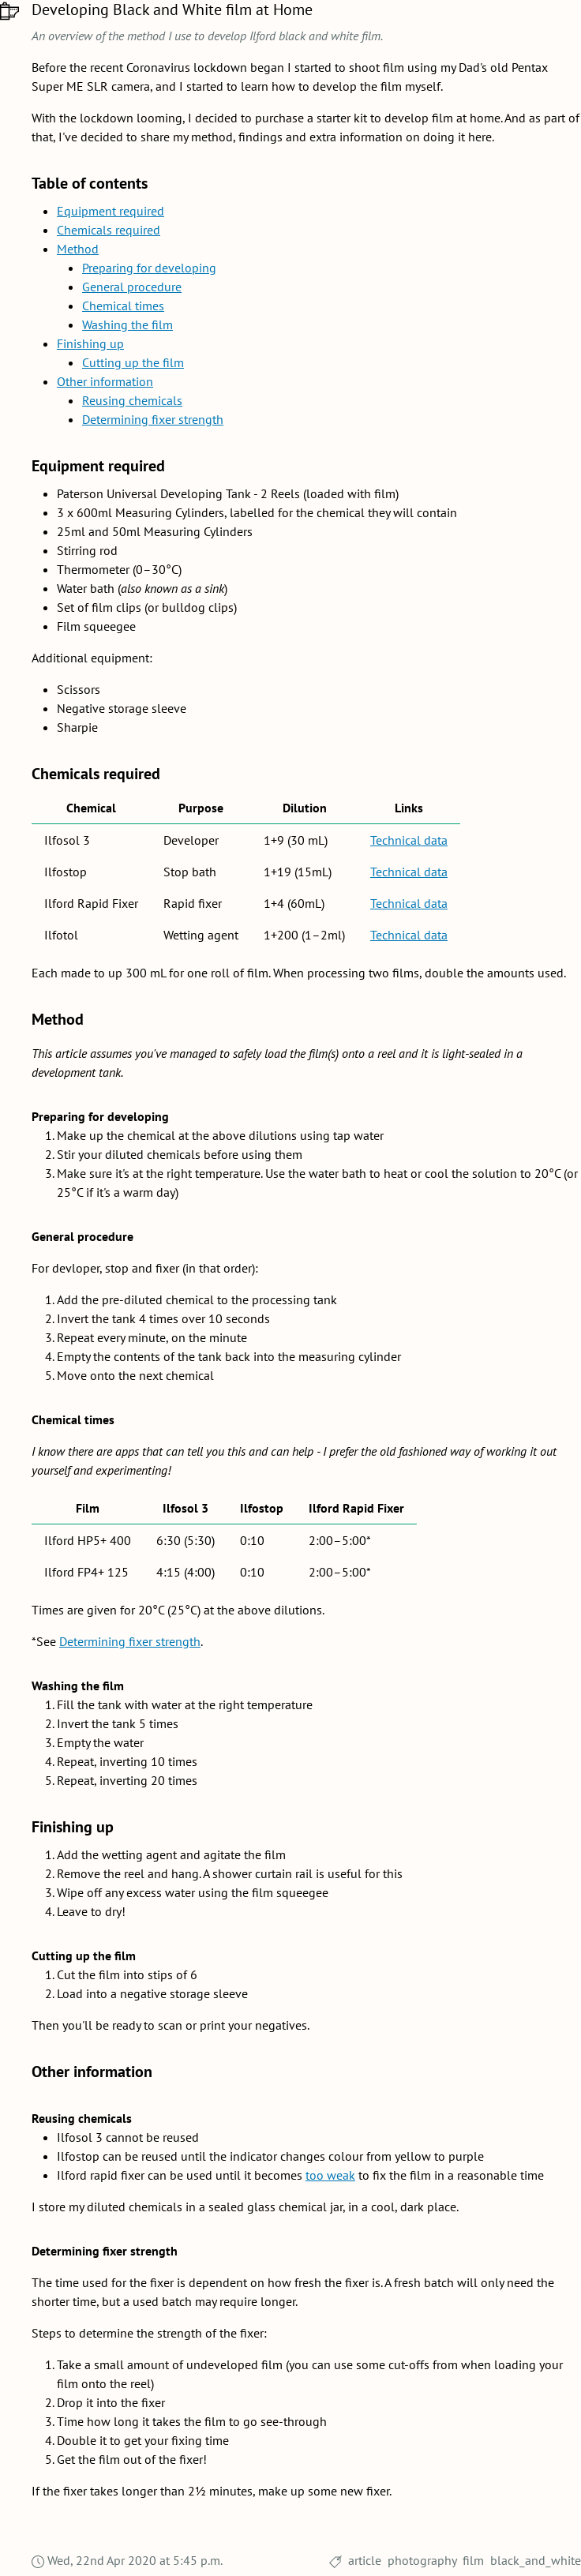 Developing Black and White film at Home
An overview of the method I use to develop Ilford black and white film.
Before the recent Coronavirus lockdown began I started to shoot film using my Dad's old Pentax
Super ME SLR camera, and I started to learn how to develop the film myself.
With the lockdown looming, I decided to purchase a starter kit to develop film at home. And as part of
that, I've decided to share my method, findings and extra information on doing it here.
Table of contents
• Equipment required
• Chemicals required
• Method
• Preparing for developing
• General procedure
• Chemical times
• Washing the film
• Finishing up
• Cutting up the film
• Other information
• Reusing chemicals
• Determining fixer strength
Equipment required
• Paterson Universal Developing Tank - 2 Reels (loaded with film)
• 3 x 600ml Measuring Cylinders, labelled for the chemical they will contain
• 25ml and 50ml Measuring Cylinders
• Stirring rod
• Thermometer (0–30°C)
• Water bath (also known as a sink)
• Set of film clips (or bulldog clips)
• Film squeegee
Additional equipment:
• Scissors
• Negative storage sleeve
• Sharpie
Chemicals required
Chemical Purpose Dilution Links
Ilfosol 3 Developer 1+9 (30 mL) Technical data
Ilfostop Stop bath 1+19 (15mL) Technical data
Ilford Rapid Fixer Rapid fixer 1+4 (60mL) Technical data
Ilfotol Wetting agent 1+200 (1–2ml) Technical data
Each made to up 300 mL for one roll of film. When processing two films, double the amounts used.
Method
This article assumes you've managed to safely load the film(s) onto a reel and it is light-sealed in a
development tank.
Preparing for developing
1. Make up the chemical at the above dilutions using tap water
2. Stir your diluted chemicals before using them
3. Make sure it's at the right temperature. Use the water bath to heat or cool the solution to 20°C (or
25°C if it's a warm day)
General procedure
For devloper, stop and fixer (in that order):
1. Add the pre-diluted chemical to the processing tank
2. Invert the tank 4 times over 10 seconds
3. Repeat every minute, on the minute
4. Empty the contents of the tank back into the measuring cylinder
5. Move onto the next chemical
Chemical times
I know there are apps that can tell you this and can help - I prefer the old fashioned way of working it out
yourself and experimenting!
Film Ilfosol 3 Ilfostop Ilford Rapid Fixer
Ilford HP5+ 400 6:30 (5:30) 0:10 2:00–5:00*
Ilford FP4+ 125 4:15 (4:00) 0:10 2:00–5:00*
Times are given for 20°C (25°C) at the above dilutions.
*See Determining fixer strength.
Washing the film
1. Fill the tank with water at the right temperature
2. Invert the tank 5 times
3. Empty the water
4. Repeat, inverting 10 times
5. Repeat, inverting 20 times
Finishing up
1. Add the wetting agent and agitate the film
2. Remove the reel and hang. A shower curtain rail is useful for this
3. Wipe off any excess water using the film squeegee
4. Leave to dry!
Cutting up the film
1. Cut the film into stips of 6
2. Load into a negative storage sleeve
Then you'll be ready to scan or print your negatives.
Other information
Reusing chemicals
• Ilfosol 3 cannot be reused
• Ilfostop can be reused until the indicator changes colour from yellow to purple
• Ilford rapid fixer can be used until it becomes too weak to fix the film in a reasonable time
I store my diluted chemicals in a sealed glass chemical jar, in a cool, dark place.
Determining fixer strength
The time used for the fixer is dependent on how fresh the fixer is. A fresh batch will only need the
shorter time, but a used batch may require longer.
Steps to determine the strength of the fixer:
1. Take a small amount of undeveloped film (you can use some cut-offs from when loading your
film onto the reel)
2. Drop it into the fixer
3. Time how long it takes the film to go see-through
4. Double it to get your fixing time
5. Get the film out of the fixer!
If the fixer takes longer than 2½ minutes, make up some new fixer.
Wed, 22nd Apr 2020 at 5:45 p.m. article photography film black_and_white